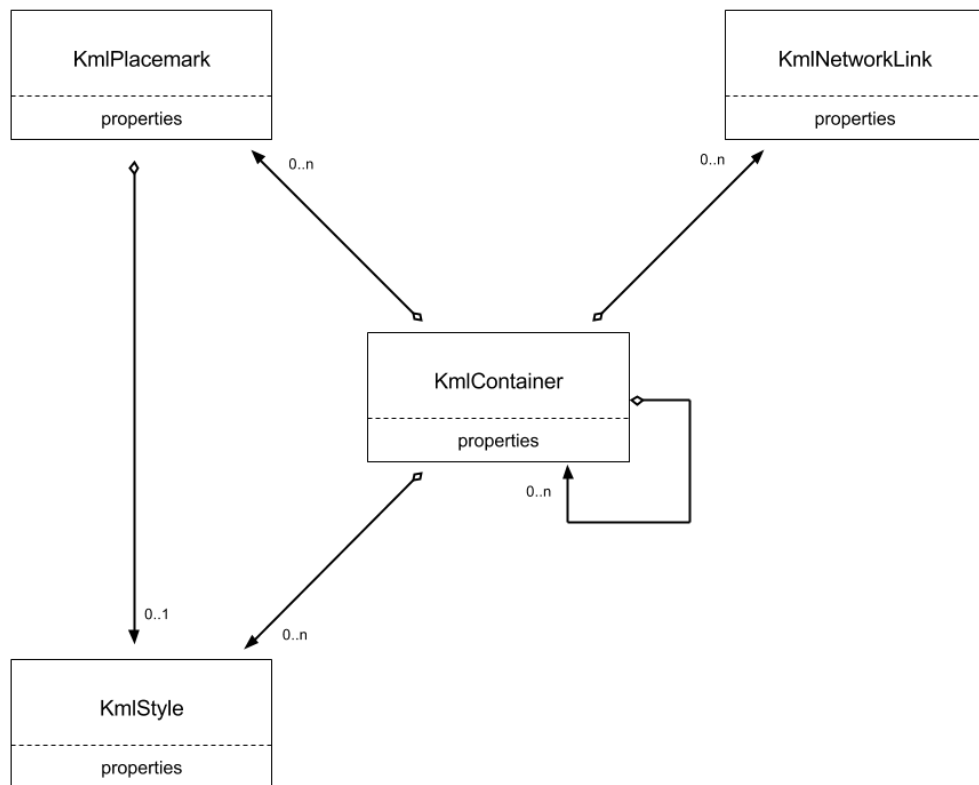 KmlPlacemark
KmlNetworkLink
properties
properties
0..n
0..n
KmlContainer
properties
0..n
0..1
0..n
KmlStyle
properties